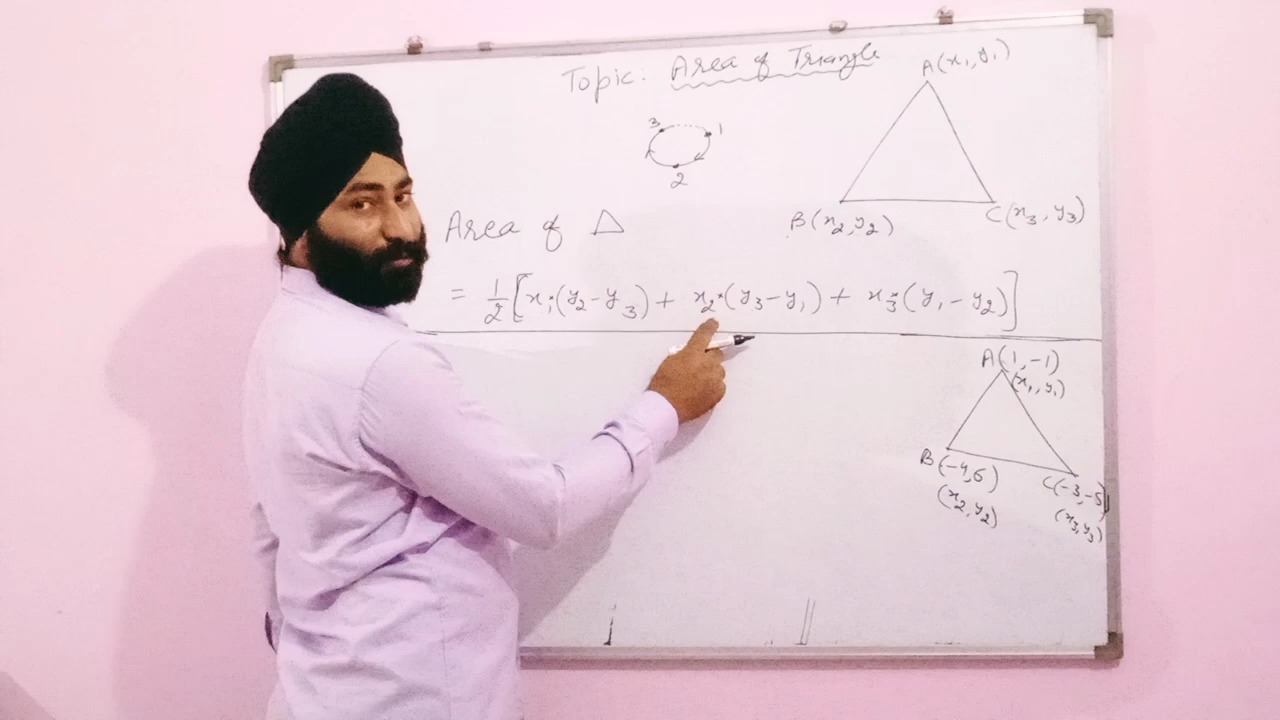 Topic: Area of Triangle
A(x₁, y₁)
3 1
2
B(x₂, y₂) C(x₃, y₃)
Area of △
= 1/2 [x₁·(y₂-y₃) + x₂·(y₃-y₁) + x₃·(y₁-y₂)]
A(1, -1)
(x₁, y₁)
B(-4, 6)
(x₂, y₂)
C(-3, -5)
(x₃, y₃)